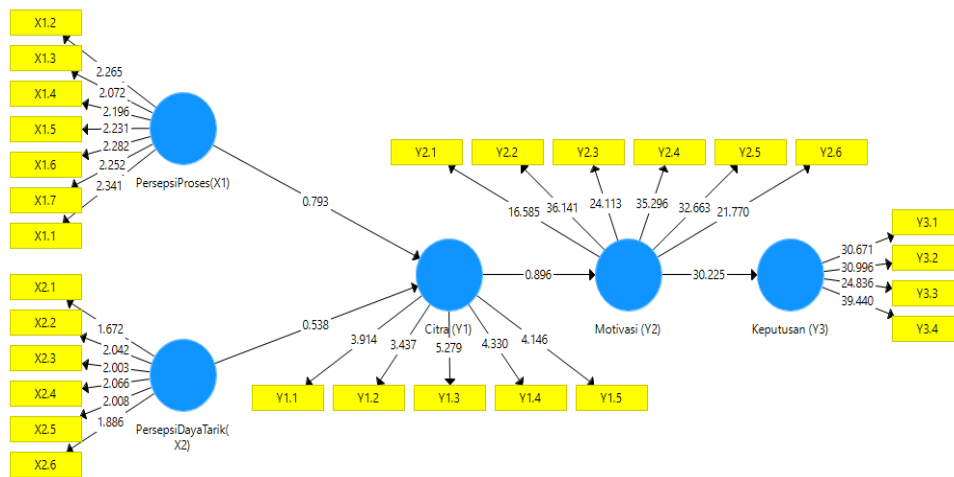 X1.2
X1.3
X1.4
X1.5
X1.6
X1.7
X1.1
2.265
2.072
2.196
2.231
2.282
2.252
2.341
PersepsiProses(X1)
0.793
X2.1
X2.2
X2.3
X2.4
X2.5
X2.6
1.672
2.042
2.003
2.066
2.008
1.886
PersepsiDayaTarik(
X2)
0.538
Citra (Y1)
3.914
3.437
5.279
4.330
4.146
Y1.1
Y1.2
Y1.3
Y1.4
Y1.5
0.896
Y2.1
Y2.2
Y2.3
Y2.4
Y2.5
Y2.6
16.585
36.141
24.113
35.296
32.663
21.770
Motivasi (Y2)
30.225
Keputusan (Y3)
30.671
30.996
24.836
39.440
Y3.1
Y3.2
Y3.3
Y3.4